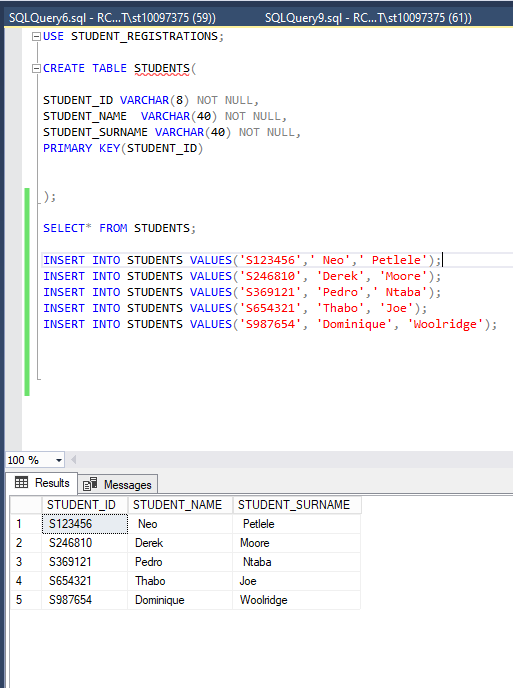 SQLQuery6.sql - RC...T\st10097375 (59)) SQLQuery9.sql - RC...T\st10097375 (61))
USE STUDENT_REGISTRATIONS;
CREATE TABLE STUDENTS(
STUDENT_ID VARCHAR(8) NOT NULL,
STUDENT_NAME  VARCHAR(40) NOT NULL,
STUDENT_SURNAME VARCHAR(40) NOT NULL,
PRIMARY KEY(STUDENT_ID)
);
SELECT* FROM STUDENTS;
INSERT INTO STUDENTS VALUES('S123456',' Neo',' Petlele');
INSERT INTO STUDENTS VALUES('S246810', 'Derek', 'Moore');
INSERT INTO STUDENTS VALUES('S369121', 'Pedro',' Ntaba');
INSERT INTO STUDENTS VALUES('S654321', 'Thabo', 'Joe');
INSERT INTO STUDENTS VALUES('S987654', 'Dominique', 'Woolridge');
100 %
Results Messages
STUDENT_ID STUDENT_NAME STUDENT_SURNAME
1 S123456 Neo Petlele
2 S246810 Derek Moore
3 S369121 Pedro Ntaba
4 S654321 Thabo Joe
5 S987654 Dominique Woolridge